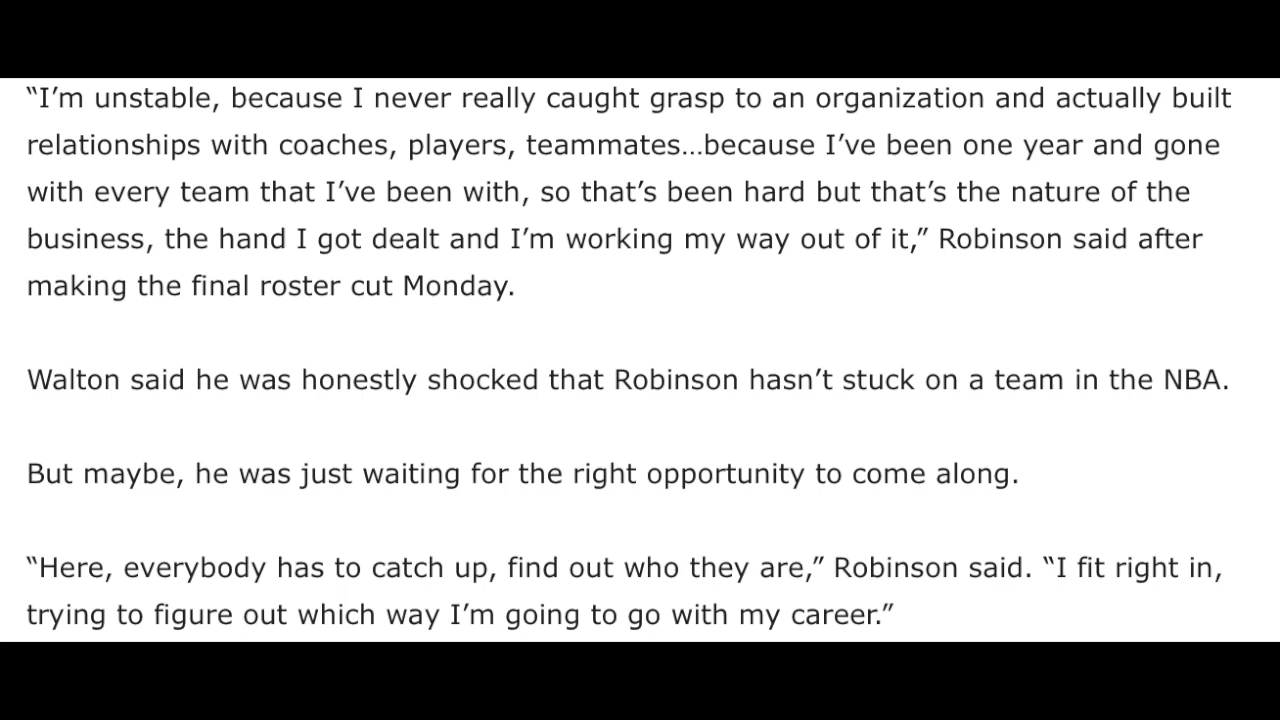 “I’m unstable, because I never really caught grasp to an organization and actually built
relationships with coaches, players, teammates…because I’ve been one year and gone
with every team that I’ve been with, so that’s been hard but that’s the nature of the
business, the hand I got dealt and I’m working my way out of it,” Robinson said after
making the final roster cut Monday.
Walton said he was honestly shocked that Robinson hasn’t stuck on a team in the NBA.
But maybe, he was just waiting for the right opportunity to come along.
“Here, everybody has to catch up, find out who they are,” Robinson said. “I fit right in,
trying to figure out which way I’m going to go with my career.”